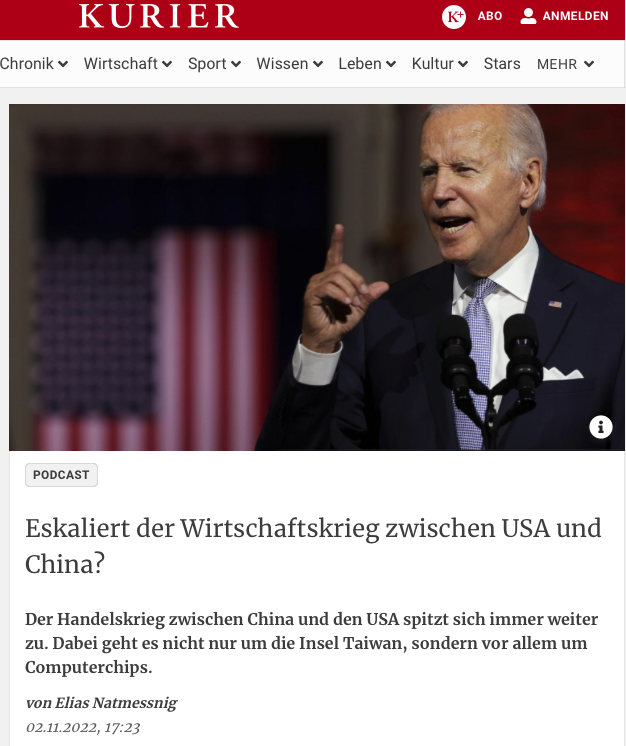 KURIER
K+ ABO ANMELDEN
Chronik Wirtschaft Sport Wissen Leben Kultur Stars MEHR
PODCAST
Eskaliert der Wirtschaftskrieg zwischen USA und
China?
Der Handelskrieg zwischen China und den USA spitzt sich immer weiter
zu. Dabei geht es nicht nur um die Insel Taiwan, sondern vor allem um
Computerchips.
von Elias Natmessnig
02.11.2022, 17:23